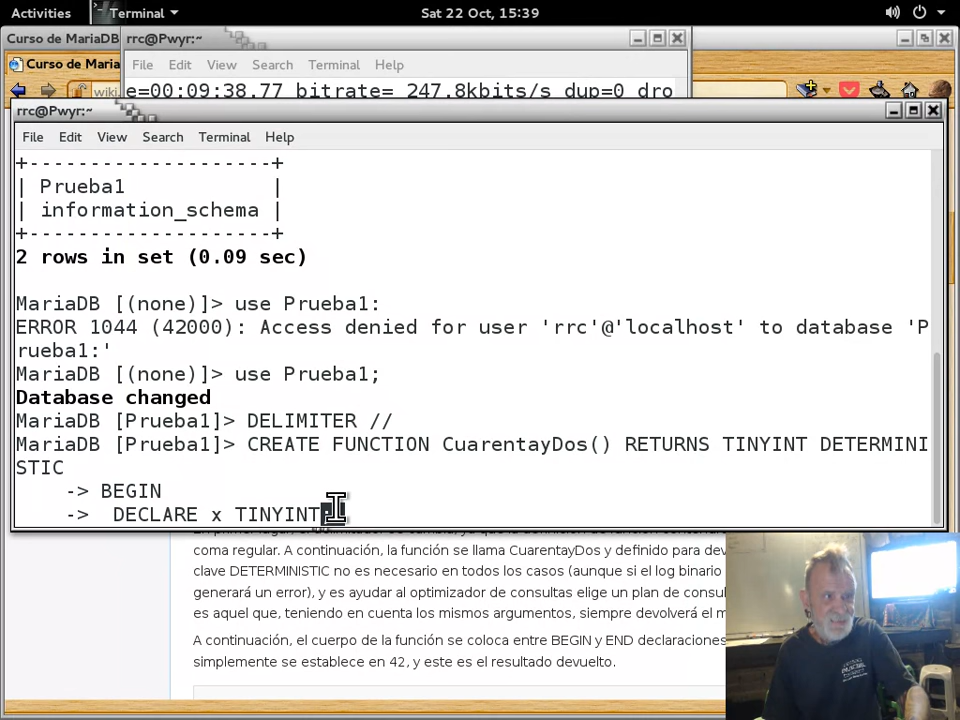 Activities
Terminal
Sat 22 Oct, 15:39
Curso de MariaDB
rrc@Pwyr:~
Curso de Maria
File Edit View Search Terminal Help
wiki
e=00:09:38.77 bitrate= 247.8kbits/s dup=0 dro
rrc@Pwyr:~
File Edit View Search Terminal Help
+--------------------+
| Prueba1            |
| information_schema |
+--------------------+
2 rows in set (0.09 sec)
MariaDB [(none)]> use Prueba1:
ERROR 1044 (42000): Access denied for user 'rrc'@'localhost' to database 'P
rueba1:'
MariaDB [(none)]> use Prueba1;
Database changed
MariaDB [Prueba1]> DELIMITER //
MariaDB [Prueba1]> CREATE FUNCTION CuarentayDos() RETURNS TINYINT DETERMINI
STIC
    -> BEGIN
    ->  DECLARE x TINYINT
coma regular. A continuación, la función se llama CuarentayDos y definido para dev
clave DETERMINISTIC no es necesario en todos los casos (aunque si el log binario
generará un error), y es ayudar al optimizador de consultas elige un plan de consul
es aquel que, teniendo en cuenta los mismos argumentos, siempre devolverá el m
A continuación, el cuerpo de la función se coloca entre BEGIN y END declaraciones
simplemente se establece en 42, y este es el resultado devuelto.